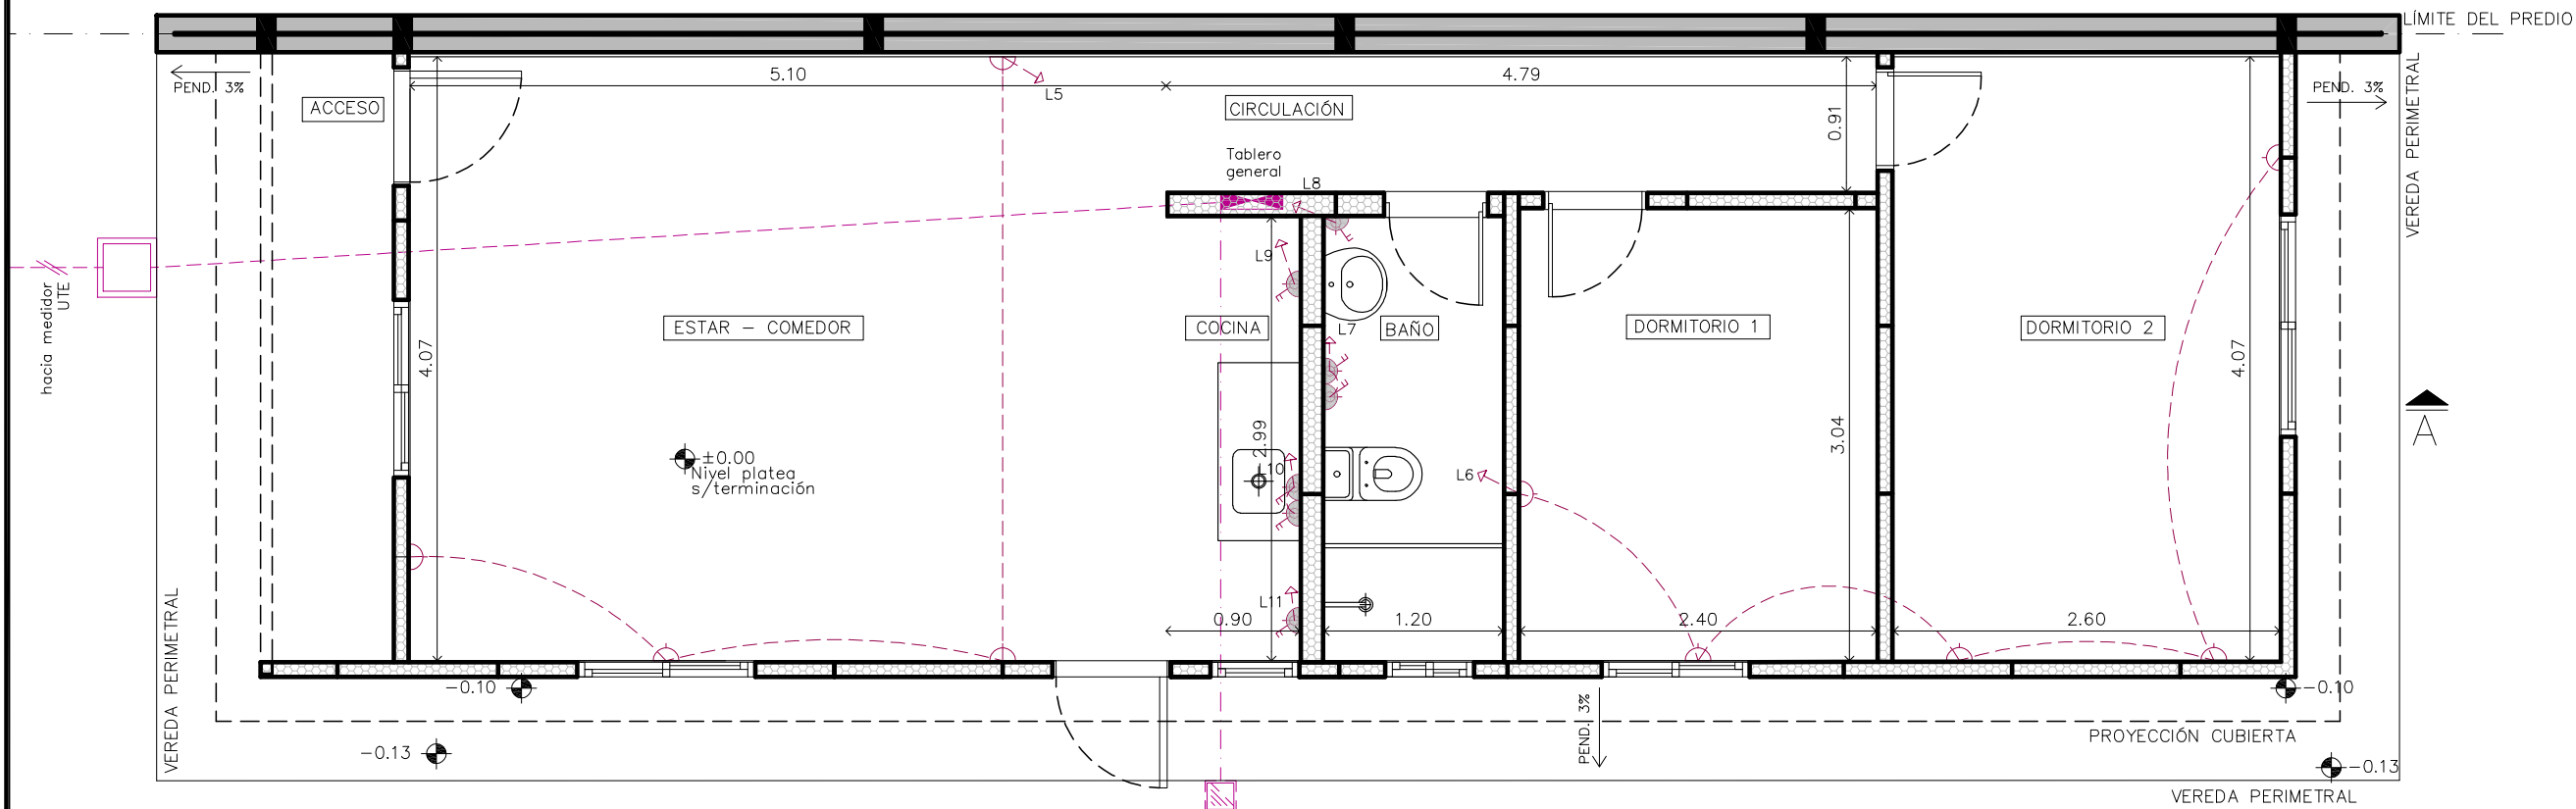 LÍMITE DEL PREDIO
PEND. 3%
ACCESO
5.10
L5
CIRCULACIÓN
4.79
0.91
PEND. 3%
VEREDA PERIMETRAL
Tablero
general
L8
L9
hacia medidor
UTE
4.07
ESTAR – COMEDOR
COCINA
L7
BAÑO
DORMITORIO 1
DORMITORIO 2
4.07
±0.00
Nivel platea
s/terminación
2.99
L10
L6
3.04
A
L11
0.90
1.20
2.40
2.60
VEREDA PERIMETRAL
-0.10
-0.13
PEND. 3%
-0.10
PROYECCIÓN CUBIERTA
-0.13
VEREDA PERIMETRAL